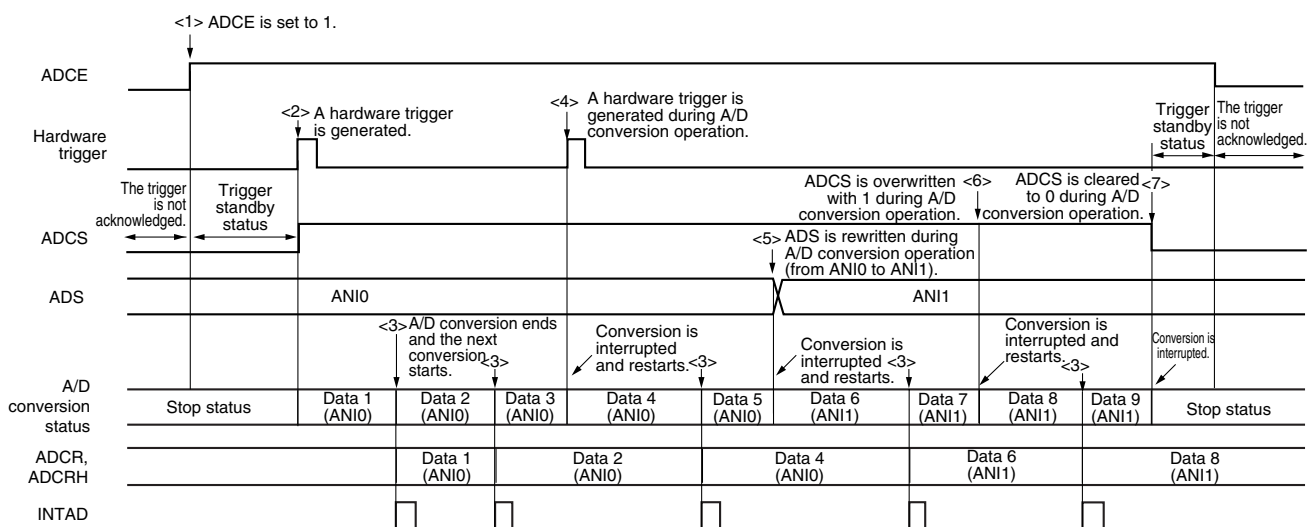 <1> ADCE is set to 1.
ADCE
<2> A hardware trigger
is generated.
<4> A hardware trigger is
generated during A/D
conversion operation.
Trigger
standby
status
The trigger
is not
acknowledged.
Hardware
trigger
The trigger
is not
acknowledged.
Trigger
standby
status
ADCS is overwritten <6>
with 1 during A/D
conversion operation.
ADCS is cleared <7>
to 0 during A/D
conversion operation.
ADCS
<5> ADS is rewritten during
A/D conversion operation
(from ANI0 to ANI1).
ADS
ANI0
ANI1
<3> A/D conversion ends
and the next
conversion
starts. <3>
Conversion is
interrupted
and restarts. <3>
Conversion is
interrupted <3>
and restarts.
Conversion is
interrupted and
restarts. <3>
Conversion is
interrupted.
A/D
conversion
status
Stop status
Data 1
(ANI0)
Data 2
(ANI0)
Data 3
(ANI0)
Data 4
(ANI0)
Data 5
(ANI0)
Data 6
(ANI1)
Data 7
(ANI1)
Data 8
(ANI1)
Data 9
(ANI1)
Stop status
ADCR,
ADCRH
Data 1
(ANI0)
Data 2
(ANI0)
Data 4
(ANI0)
Data 6
(ANI1)
Data 8
(ANI1)
INTAD